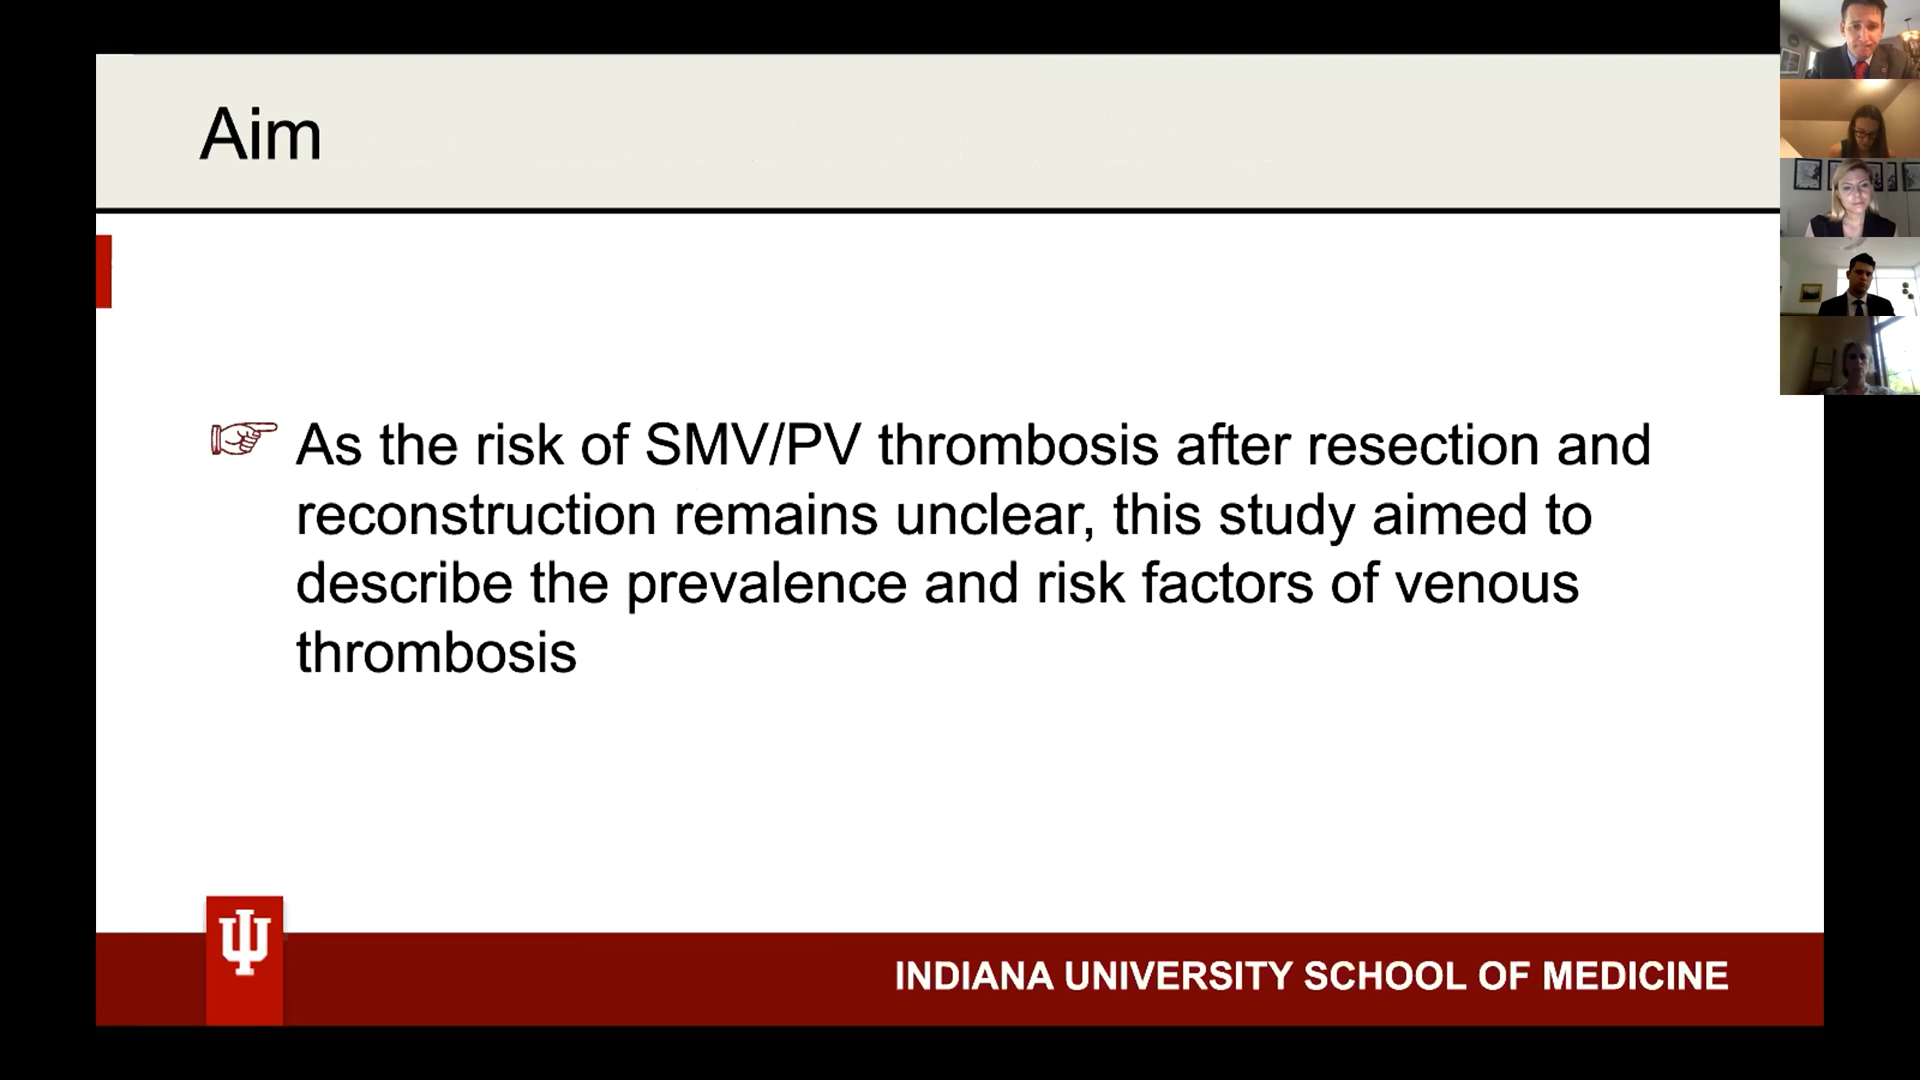 Aim
As the risk of SMV/PV thrombosis after resection and
reconstruction remains unclear, this study aimed to
describe the prevalence and risk factors of venous
thrombosis
INDIANA UNIVERSITY SCHOOL OF MEDICINE